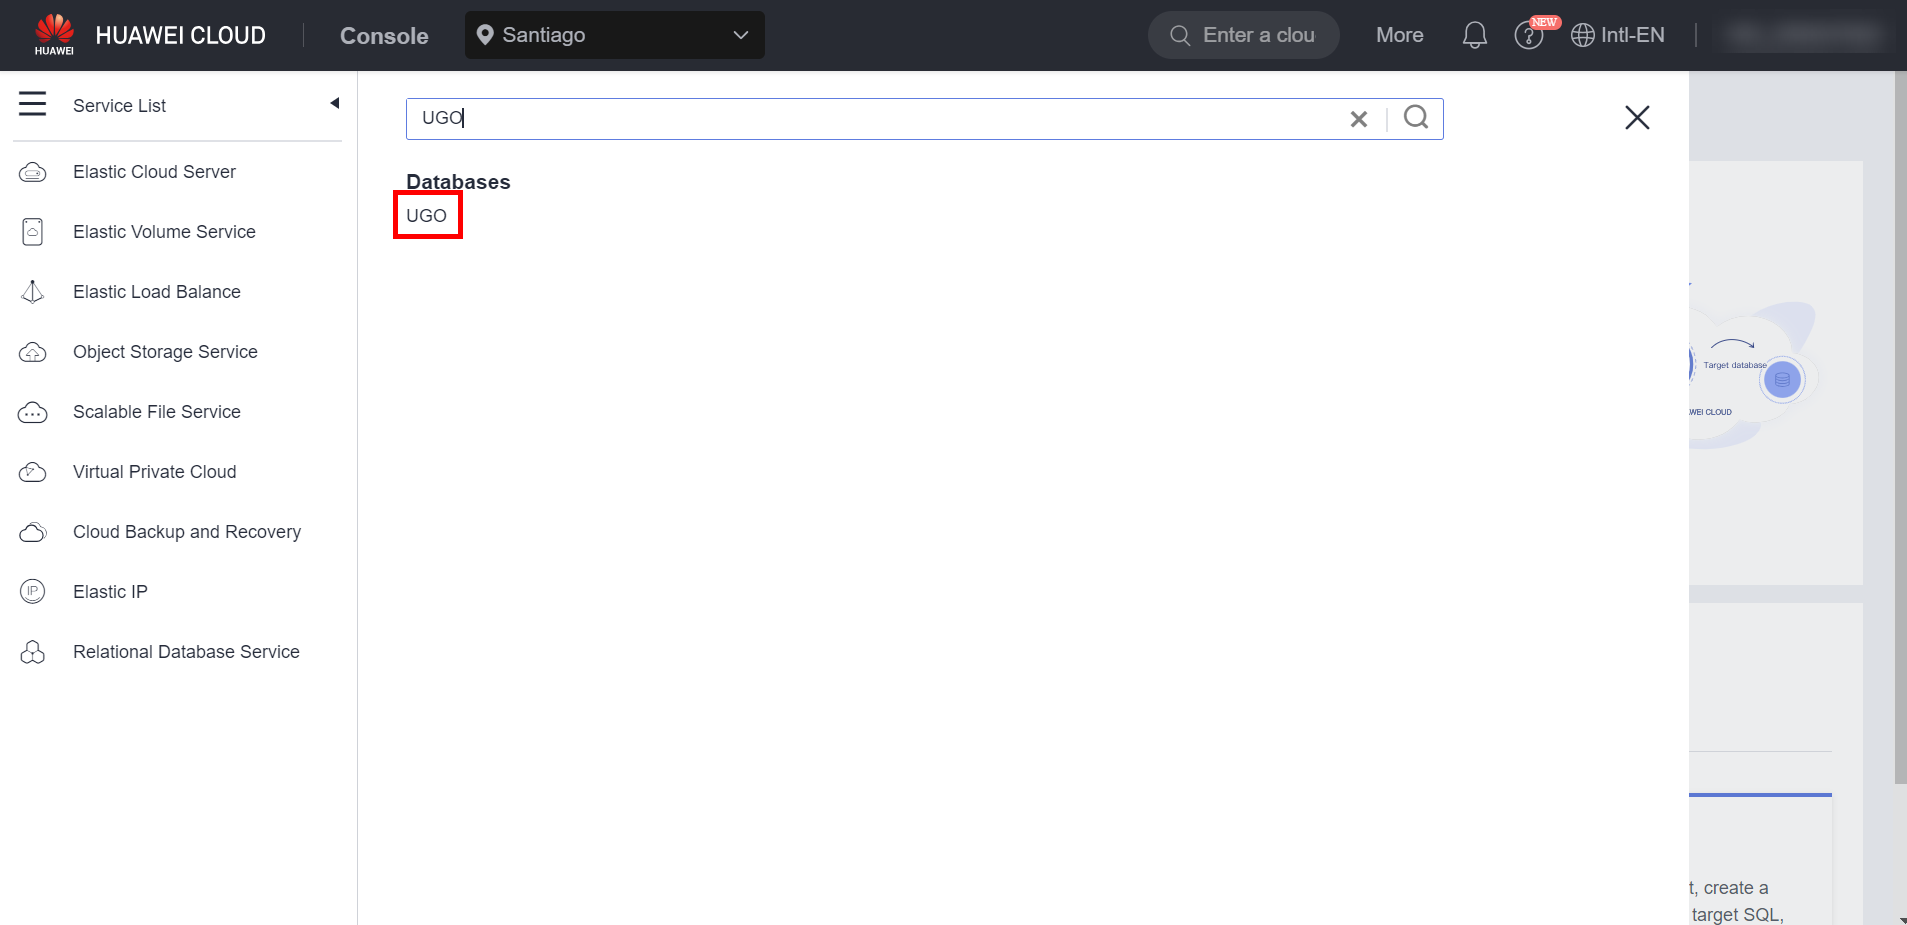 HUAWEI
HUAWEI CLOUD
Console
Santiago
Enter a clou
More
NEW
Intl-EN
Service List
UGO
Databases
UGO
Elastic Cloud Server
Elastic Volume Service
Elastic Load Balance
Object Storage Service
Scalable File Service
Virtual Private Cloud
Cloud Backup and Recovery
IP
Elastic IP
Relational Database Service
Target database
WEI CLOUD
t, create a
target SQL,